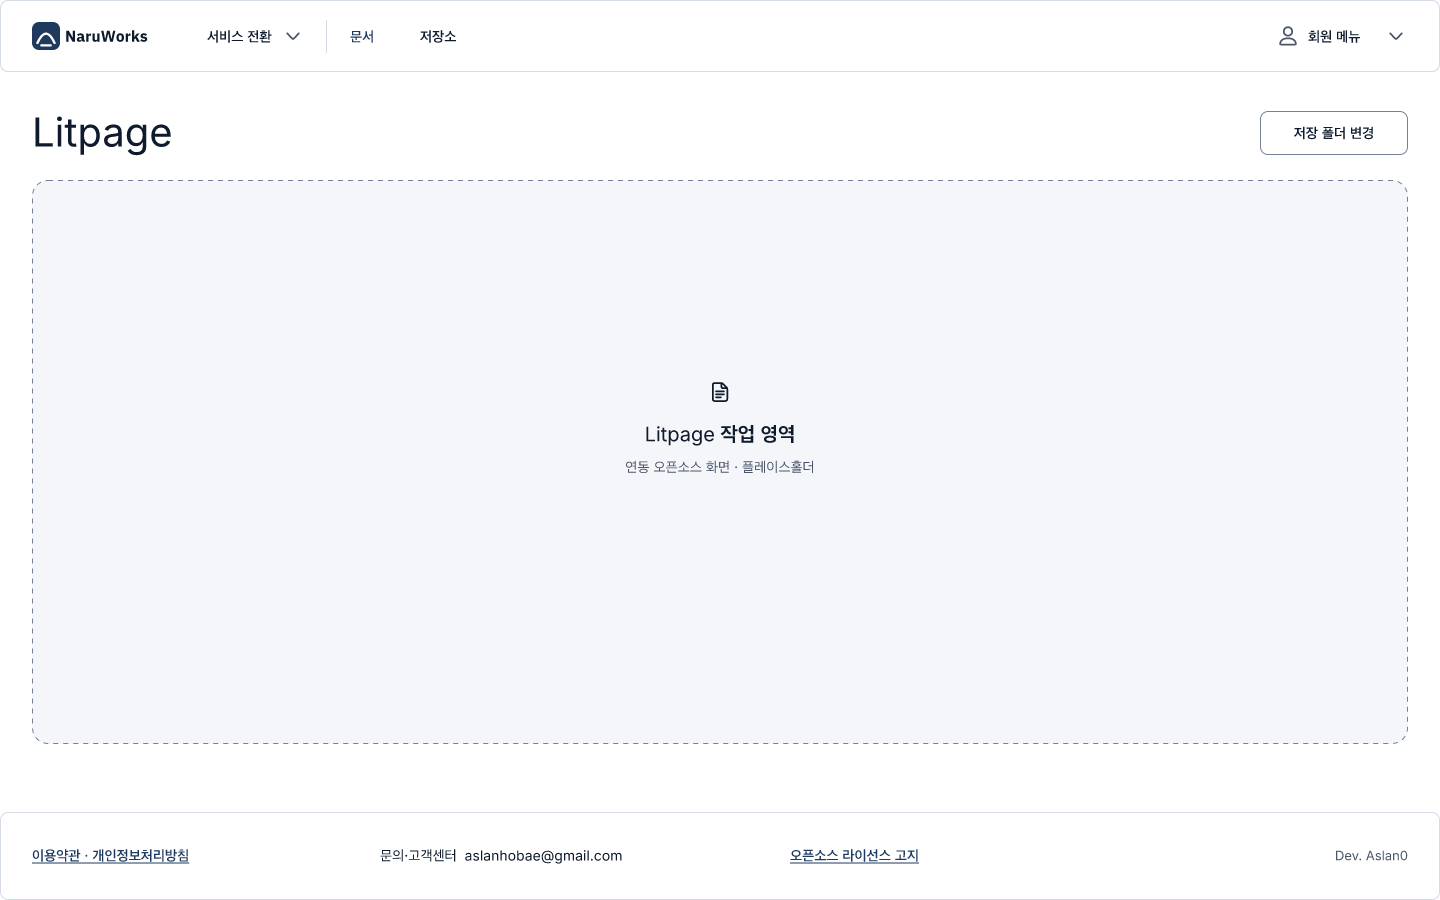 NaruWorks
서비스 전환
문서
저장소
회원 메뉴
Litpage
저장 폴더 변경
Litpage 작업 영역
연동 오픈소스 화면 · 플레이스홀더
이용약관 · 개인정보처리방침
문의·고객센터 aslanhobae@gmail.com
오픈소스 라이선스 고지
Dev. Aslan0